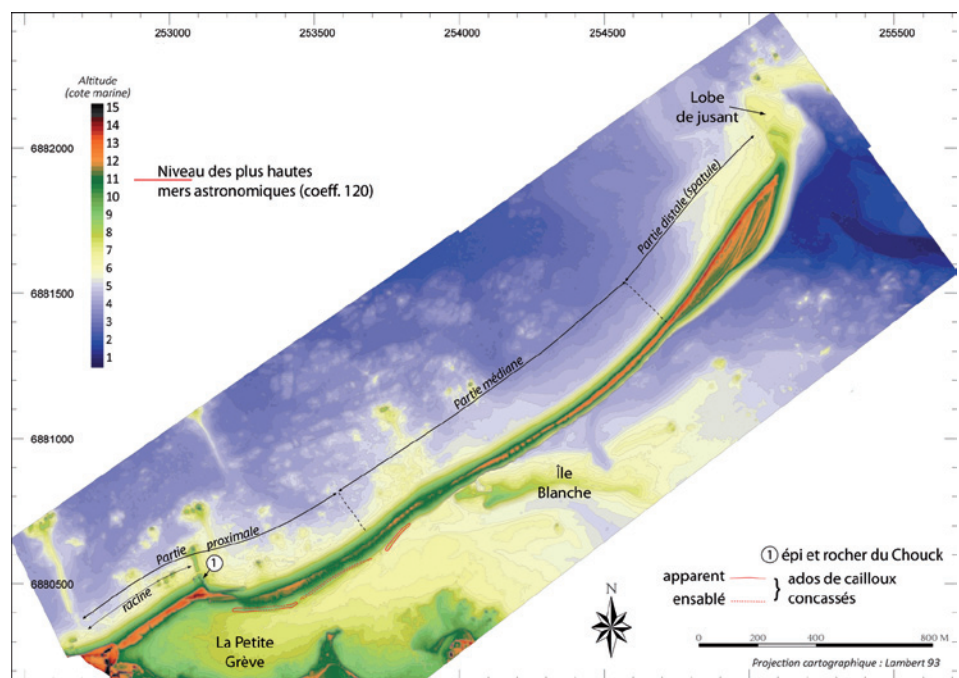 253000
253500
254000
254500
255500
Altitude
(cote marine)
15
14
13
12
11
10
9
8
7
6
5
4
3
2
1
Niveau des plus hautes
mers astronomiques (coeff. 120)
Lobe
de jusant
6882000
6881500
6881000
6880500
Partie distale (spatule)
Partie médiane
Partie proximale
racine
1
Île
Blanche
La Petite
Grève
1 épi et rocher du Chouck
apparent
ensablé
} ados de cailloux
concassés
N
0 200 400 800 M
Projection cartographique : Lambert 93